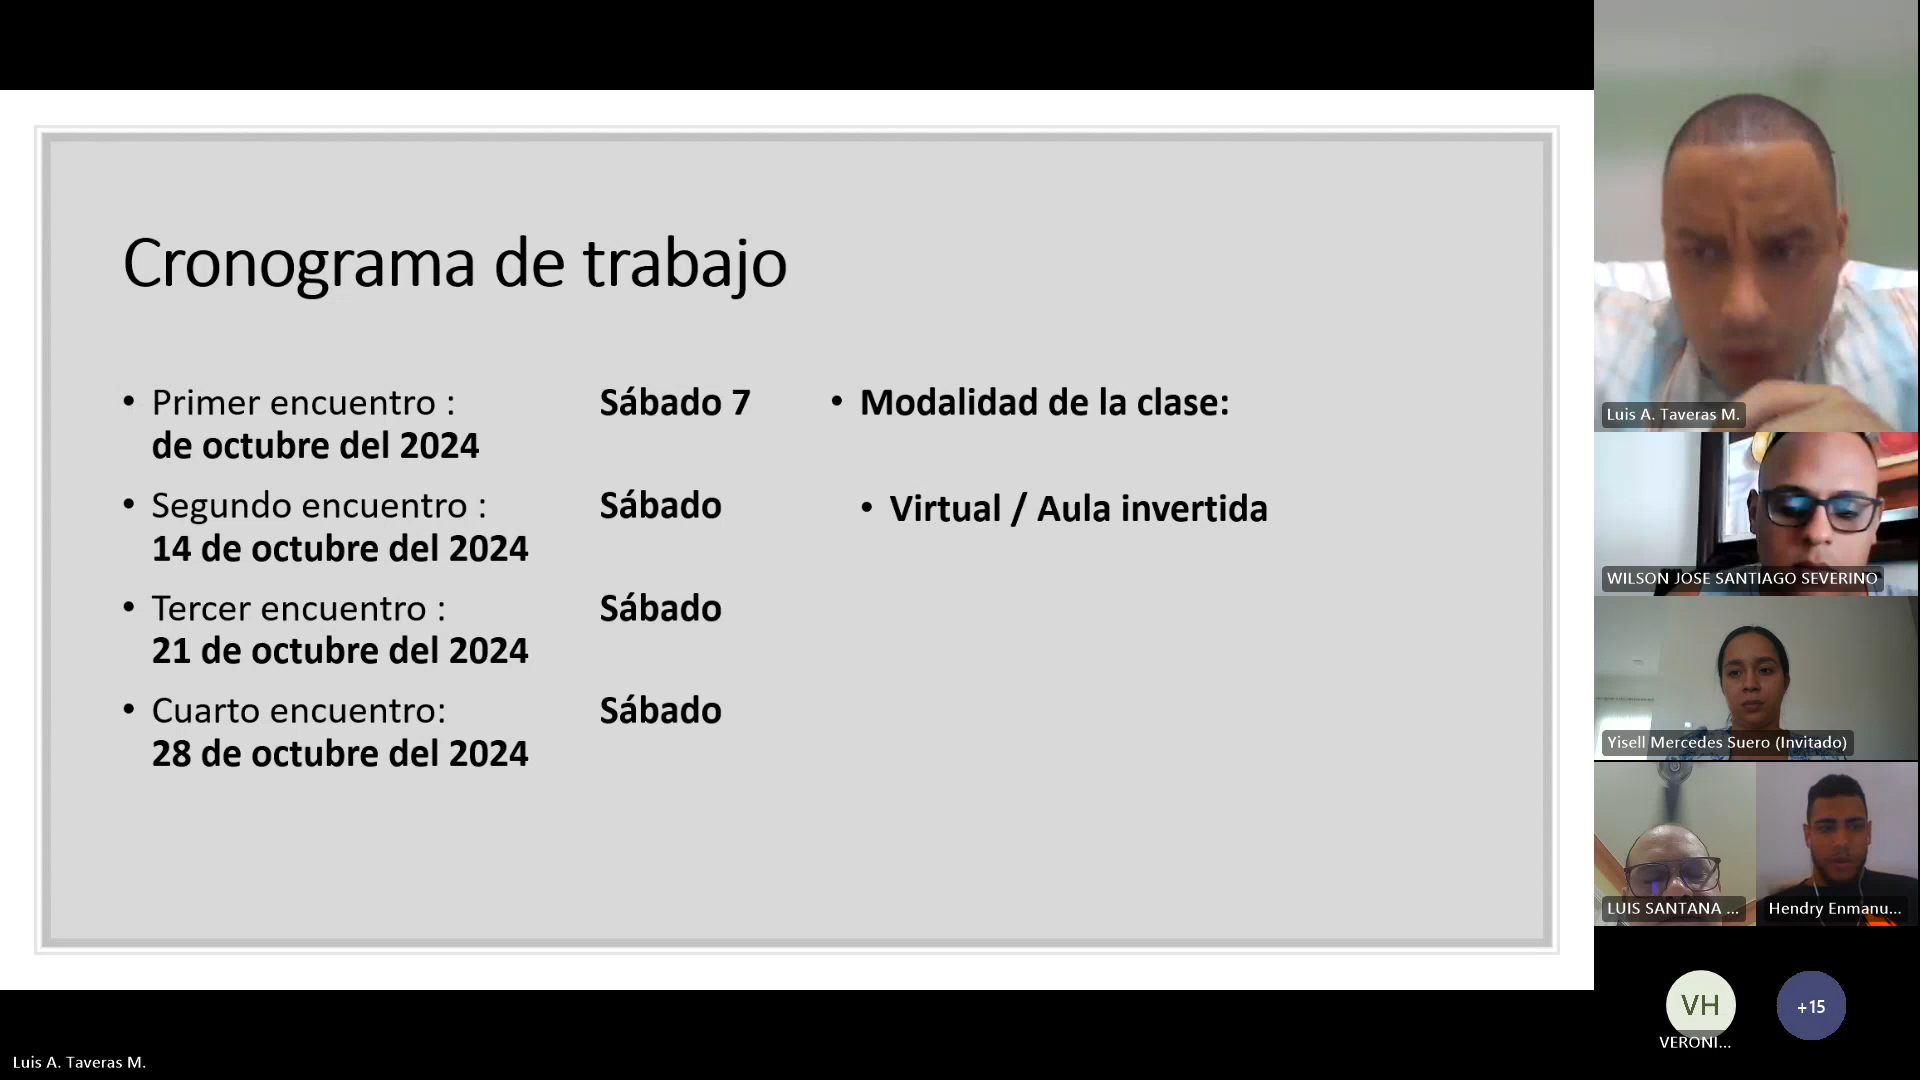 Cronograma de trabajo
• Primer encuentro : Sábado 7
de octubre del 2024
• Segundo encuentro : Sábado
14 de octubre del 2024
• Tercer encuentro : Sábado
21 de octubre del 2024
• Cuarto encuentro: Sábado
28 de octubre del 2024
• Modalidad de la clase:
• Virtual / Aula invertida
Luis A. Taveras M.
WILSON JOSE SANTIAGO SEVERINO
Yisell Mercedes Suero (Invitado)
LUIS SANTANA ...
Hendry Enmanu...
VH
VERONI...
+15
Luis A. Taveras M.